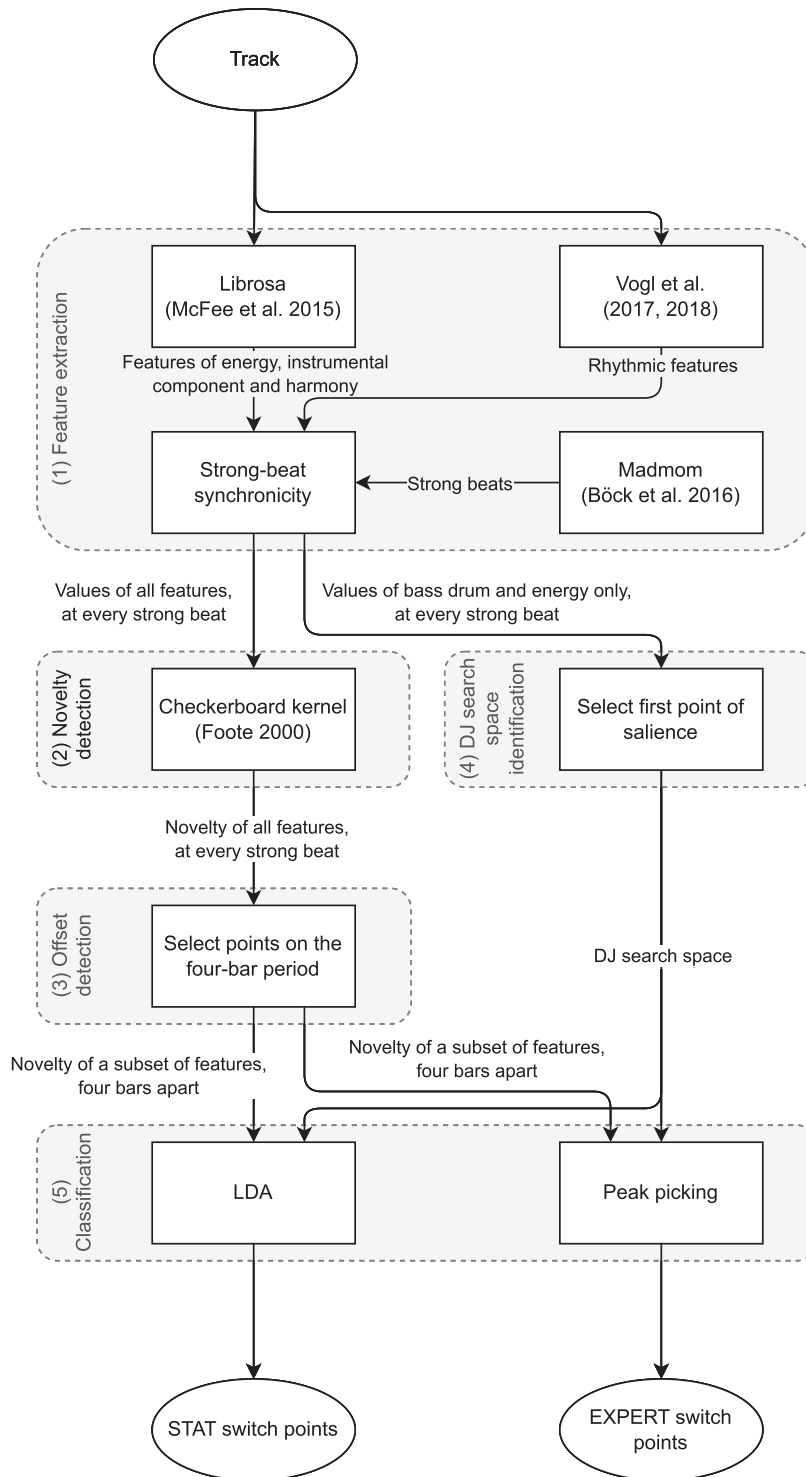 Track
(1) Feature extraction
Librosa
(McFee et al. 2015)
Vogl et al.
(2017, 2018)
Features of energy, instrumental
component and harmony
Rhythmic features
Strong-beat
synchronicity
Strong beats
Madmom
(Böck et al. 2016)
Values of all features,
at every strong beat
Values of bass drum and energy only,
at every strong beat
(2) Novelty
detection
Checkerboard kernel
(Foote 2000)
(4) DJ search
space
identification
Select first point of
salience
Novelty of all features,
at every strong beat
(3) Offset
detection
Select points on the
four-bar period
DJ search space
Novelty of a subset of features,
four bars apart
Novelty of a subset of features,
four bars apart
(5)
Classification
LDA
Peak picking
STAT switch points
EXPERT switch
points